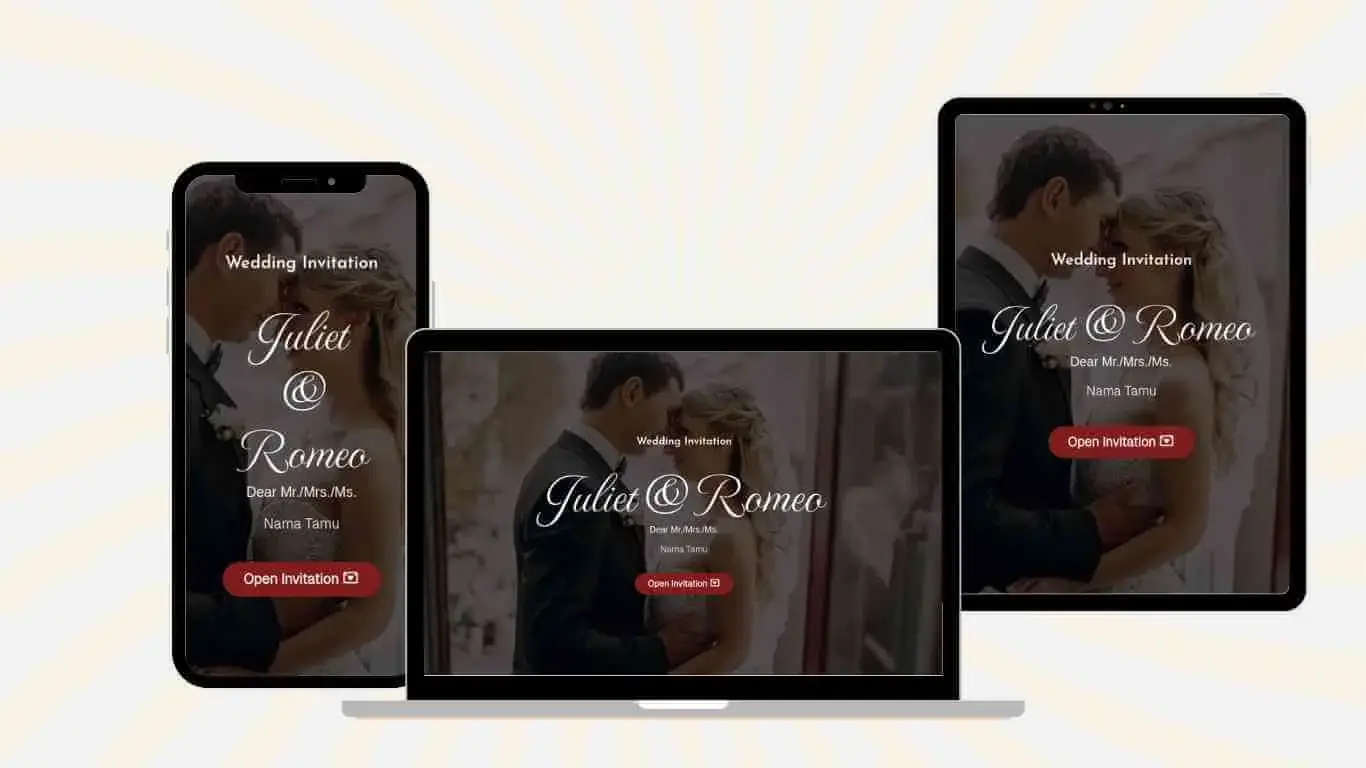 Wedding Invitation
Juliet
&
Romeo
Dear Mr./Mrs./Ms.
Nama Tamu
Open Invitation
Wedding Invitation
Juliet & Romeo
Dear Mr./Mrs./Ms.
Nama Tamu
Open Invitation
Wedding Invitation
Juliet & Romeo
Dear Mr./Mrs./Ms.
Nama Tamu
Open Invitation